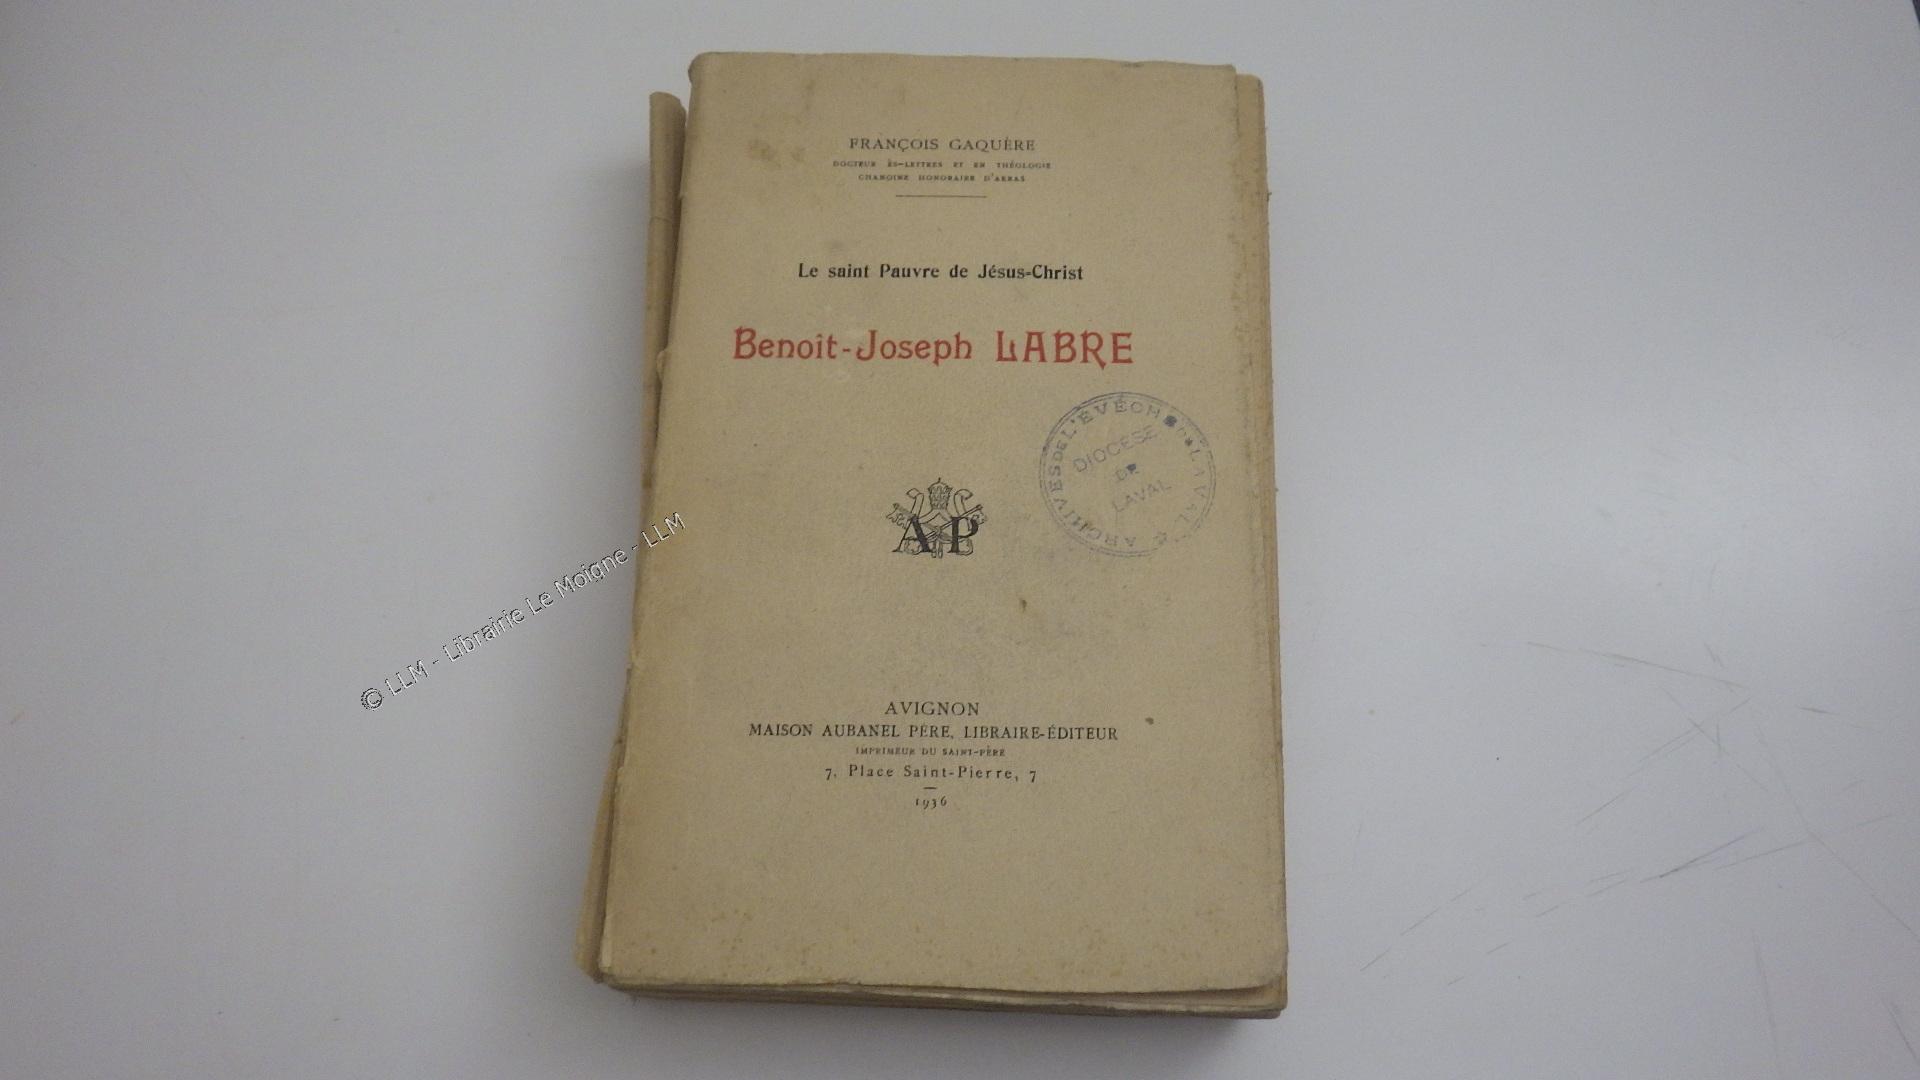 FRANÇOIS GAQUÈRE
DOCTEUR ÈS-LETTRES ET EN THÉOLOGIE
CHANOINE HONORAIRE D'ARRAS
Le saint Pauvre de Jésus-Christ
Benoît-Joseph LABRE
ARCHIVES DE L'ÉVÊCHÉ DE LAVAL
DIOCESE
DE
LAVAL
AP
© LLM - Librairie Le Moigne - LLM
AVIGNON
MAISON AUBANEL PÈRE, LIBRAIRE-ÉDITEUR
IMPRIMEUR DU SAINT-PÈRE
7, Place Saint-Pierre, 7
1936